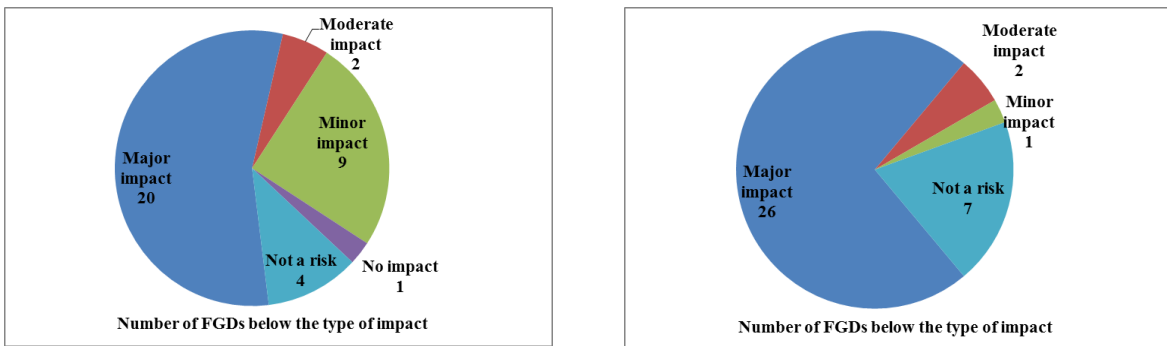 Moderate
impact
2
Minor
impact
9
Major
impact
20
Not a risk
4
No impact
1
Number of FGDs below the type of impact
Moderate
impact
2
Minor
impact
1
Major
impact
26
Not a risk
7
Number of FGDs below the type of impact